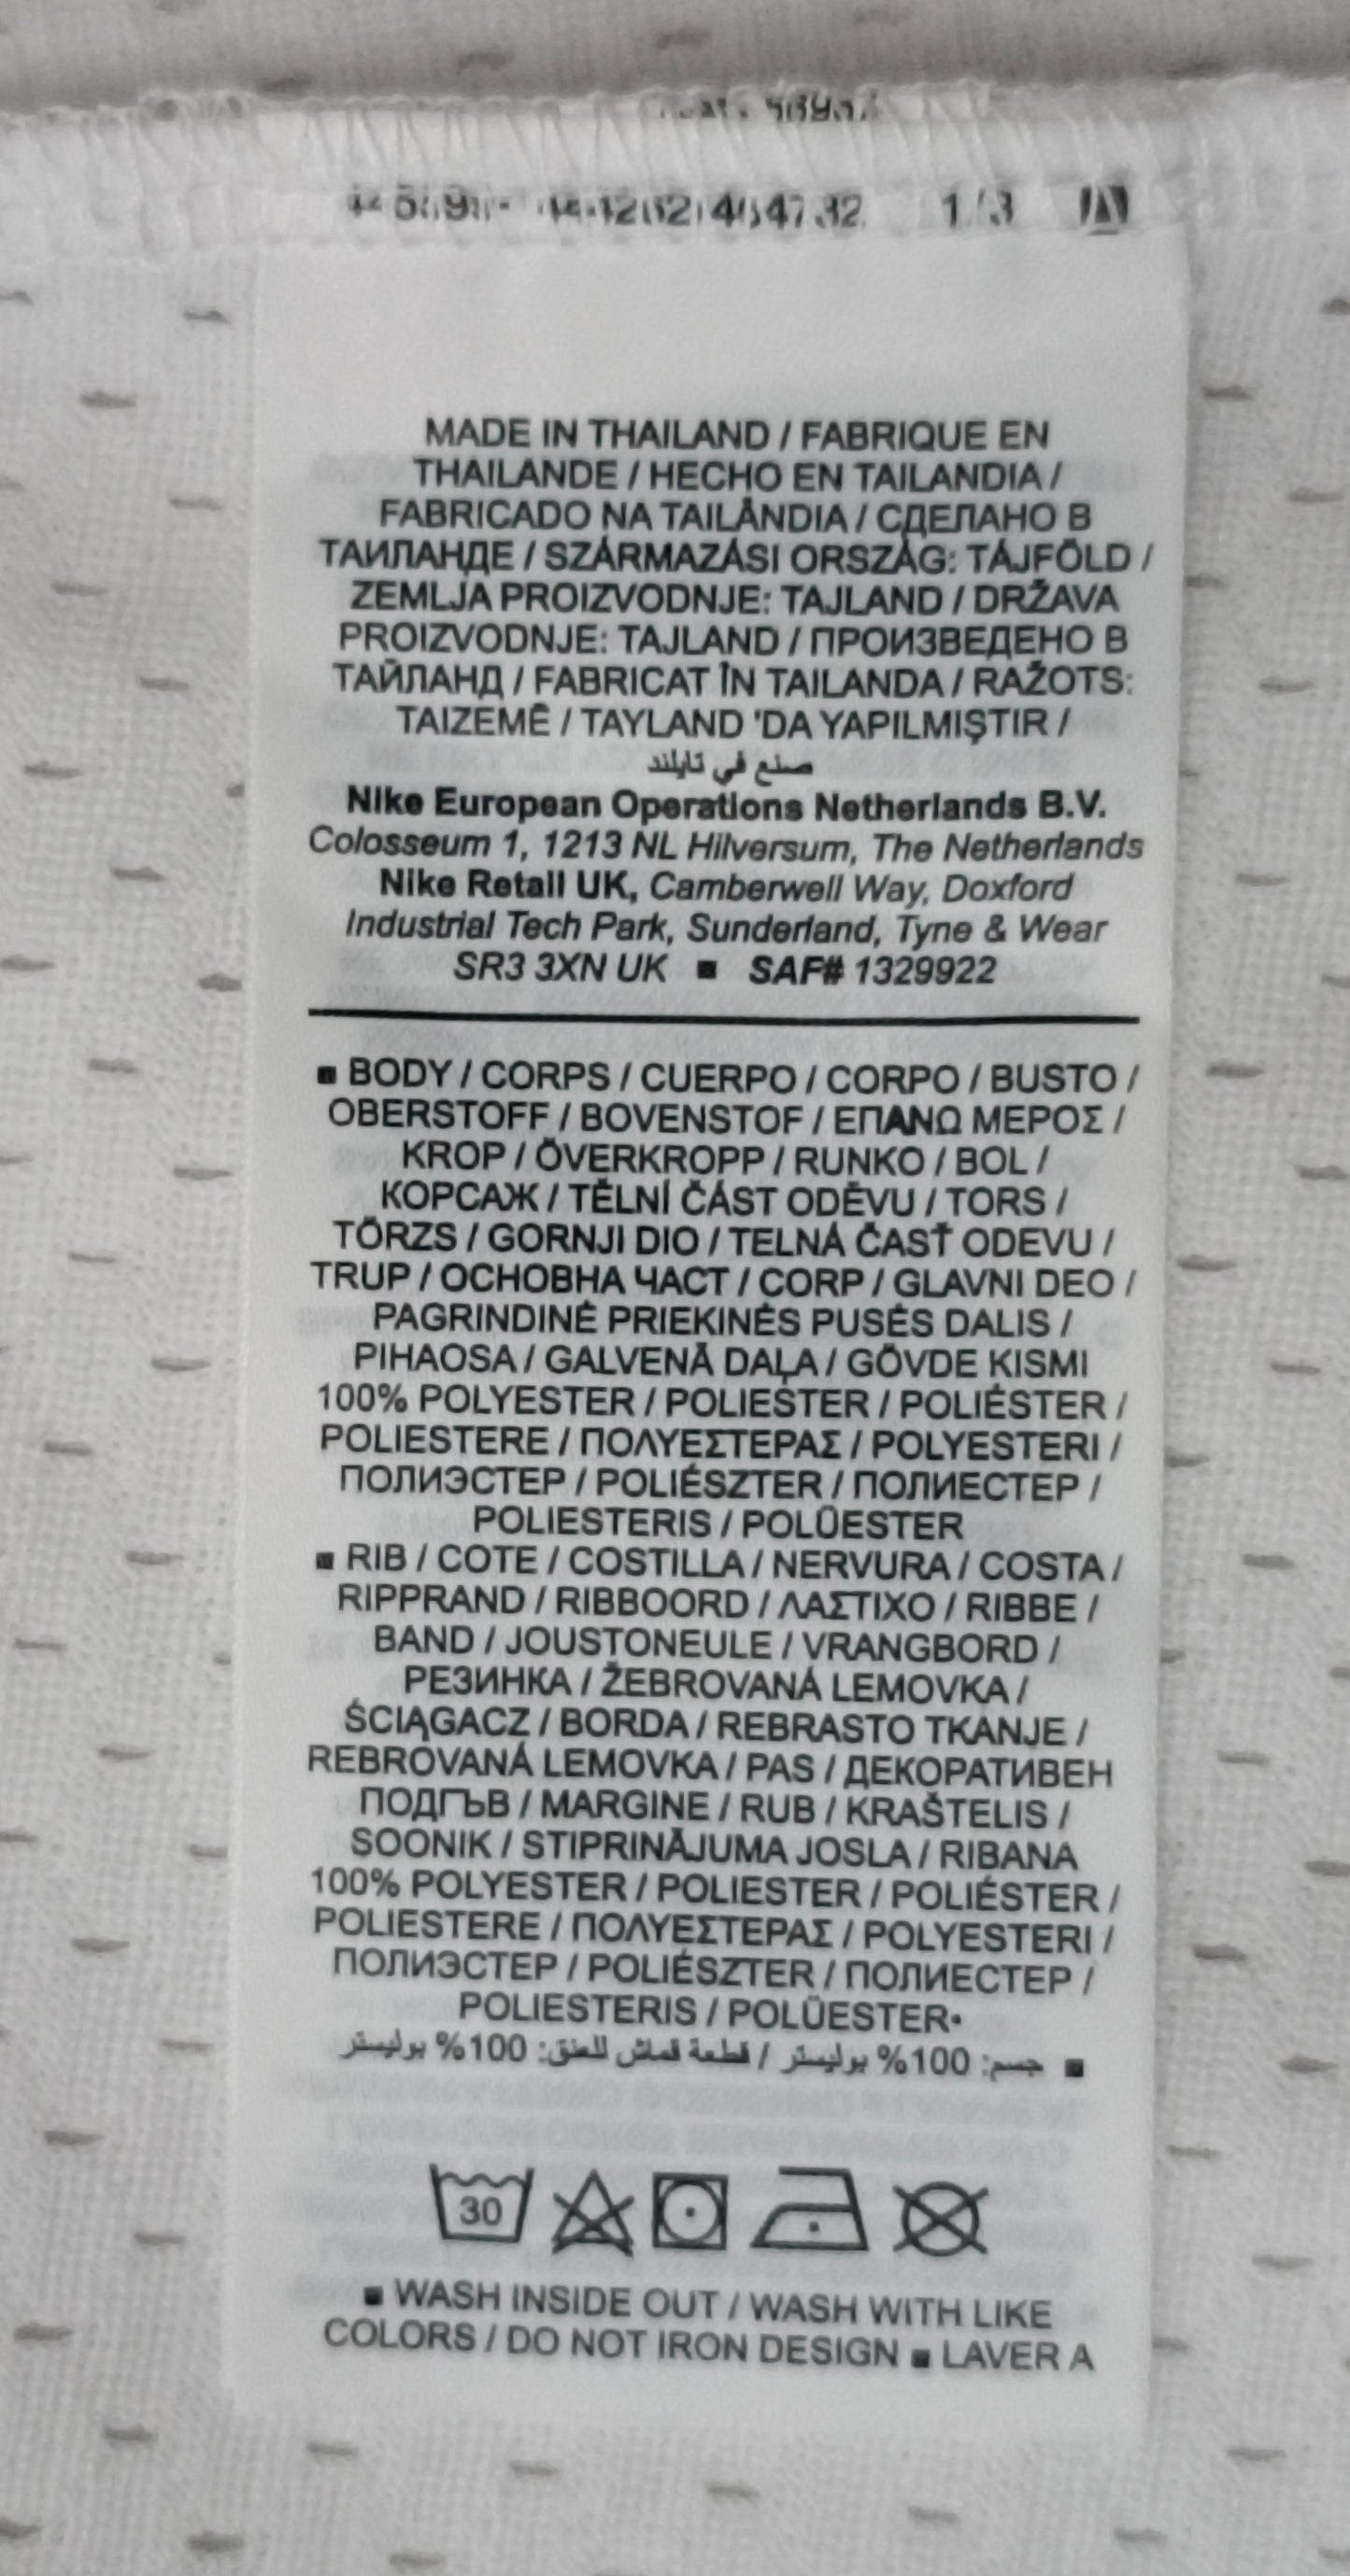 1/3
MADE IN THAILAND / FABRIQUE EN
THAILANDE / HECHO EN TAILANDIA /
FABRICADO NA TAILÂNDIA / СДЕЛАНО В
ТАИЛАНДЕ / SZÁRMAZÁSI ORSZÁG: TÁJFÖLD /
ZEMLJA PROIZVODNJE: TAJLAND / DRŽAVA
PROIZVODNJE: TAJLAND / ПРОИЗВЕДЕНО В
ТАЙЛАНД / FABRICAT ÎN TAILANDA / RAŽOTS:
TAIZEMĒ / TAYLAND 'DA YAPILMIŞTIR /
صنع في تايلند
Nike European Operations Netherlands B.V.
Colosseum 1, 1213 NL Hilversum, The Netherlands
Nike Retail UK, Camberwell Way, Doxford
Industrial Tech Park, Sunderland, Tyne & Wear
SR3 3XN UK ▪ SAF# 1329922
▪ BODY / CORPS / CUERPO / CORPO / BUSTO /
OBERSTOFF / BOVENSTOF / ΕΠΑΝΩ ΜΕΡΟΣ /
KROP / ÖVERKROPP / RUNKO / BOL /
КОРСАЖ / TĚLNÍ ČÁST ODĚVU / TORS /
TÖRZS / GORNJI DIO / TELNÁ ČASŤ ODEVU /
TRUP / ОСНОВНА ЧАСТ / CORP / GLAVNI DEO /
PAGRINDINĖ PRIEKINĖS PUSĖS DALIS /
PIHAOSA / GALVENĀ DAĻA / GÖVDE KISMI
100% POLYESTER / POLIESTER / POLIÉSTER /
POLIESTERE / ΠΟΛΥΕΣΤΕΡΑΣ / POLYESTERI /
ПОЛИЭСТЕР / POLIÉSZTER / ПОЛИЕСТЕР /
POLIESTERIS / POLÜESTER
▪ RIB / COTE / COSTILLA / NERVURA / COSTA /
RIPPRAND / RIBBOORD / ΛΑΣΤΙΧΟ / RIBBE /
BAND / JOUSTONEULE / VRANGBORD /
РЕЗИНКА / ŽEBROVANÁ LEMOVKA /
ŚCIĄGACZ / BORDA / REBRASTO TKANJE /
REBROVANÁ LEMOVKA / PAS / ДЕКОРАТИВЕН
ПОДГЪВ / MARGINE / RUB / KRAŠTELIS /
SOONIK / STIPRINĀJUMA JOSLA / RIBANA
100% POLYESTER / POLIESTER / POLIÉSTER /
POLIESTERE / ΠΟΛΥΕΣΤΕΡΑΣ / POLYESTERI /
ПОЛИЭСТЕР / POLIÉSZTER / ПОЛИЕСТЕР /
POLIESTERIS / POLÜESTER▪
▪ جسم: 100% بوليستر / قطعة قماش للعنق: 100% بوليستر
30
▪ WASH INSIDE OUT / WASH WITH LIKE
COLORS / DO NOT IRON DESIGN ▪ LAVER A